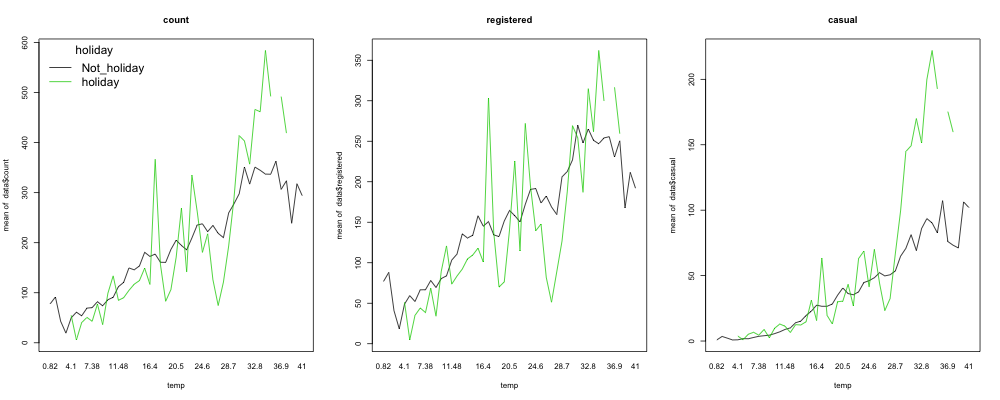 count
holiday
Not_holiday
holiday
mean of data$count
0
100
200
300
400
500
600
0.82 4.1 7.38 11.48 16.4 20.5 24.6 28.7 32.8 36.9 41
temp
registered
mean of data$registered
0
50
100
150
200
250
300
350
0.82 4.1 7.38 11.48 16.4 20.5 24.6 28.7 32.8 36.9 41
temp
casual
mean of data$casual
0
50
100
150
200
0.82 4.1 7.38 11.48 16.4 20.5 24.6 28.7 32.8 36.9 41
temp